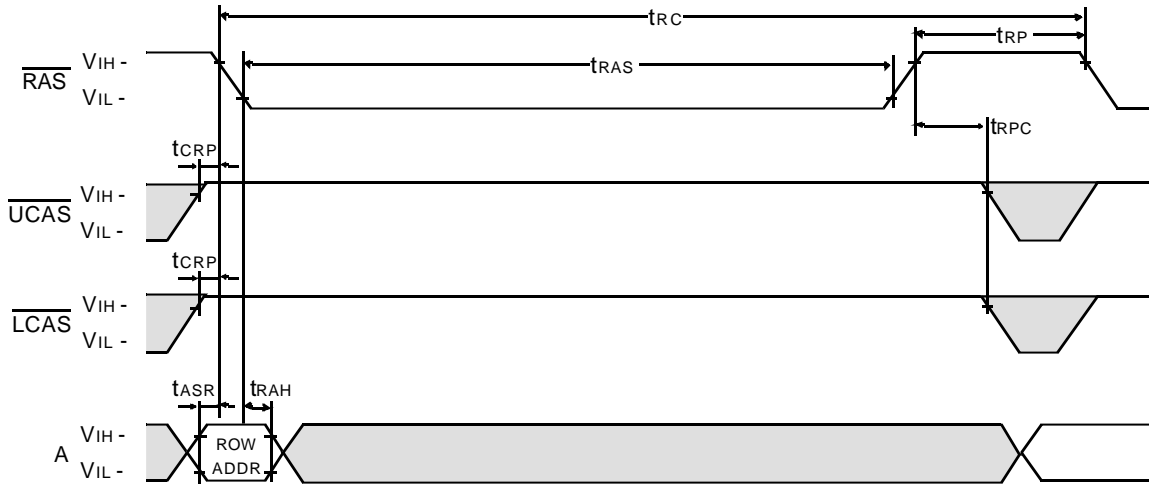 tRC
tRP
RAS
VIH -
VIL -
tRAS
tRPC
tCRP
UCAS
VIH -
VIL -
tCRP
LCAS
VIH -
VIL -
tASR
tRAH
A
VIH -
VIL -
ROW
ADDR